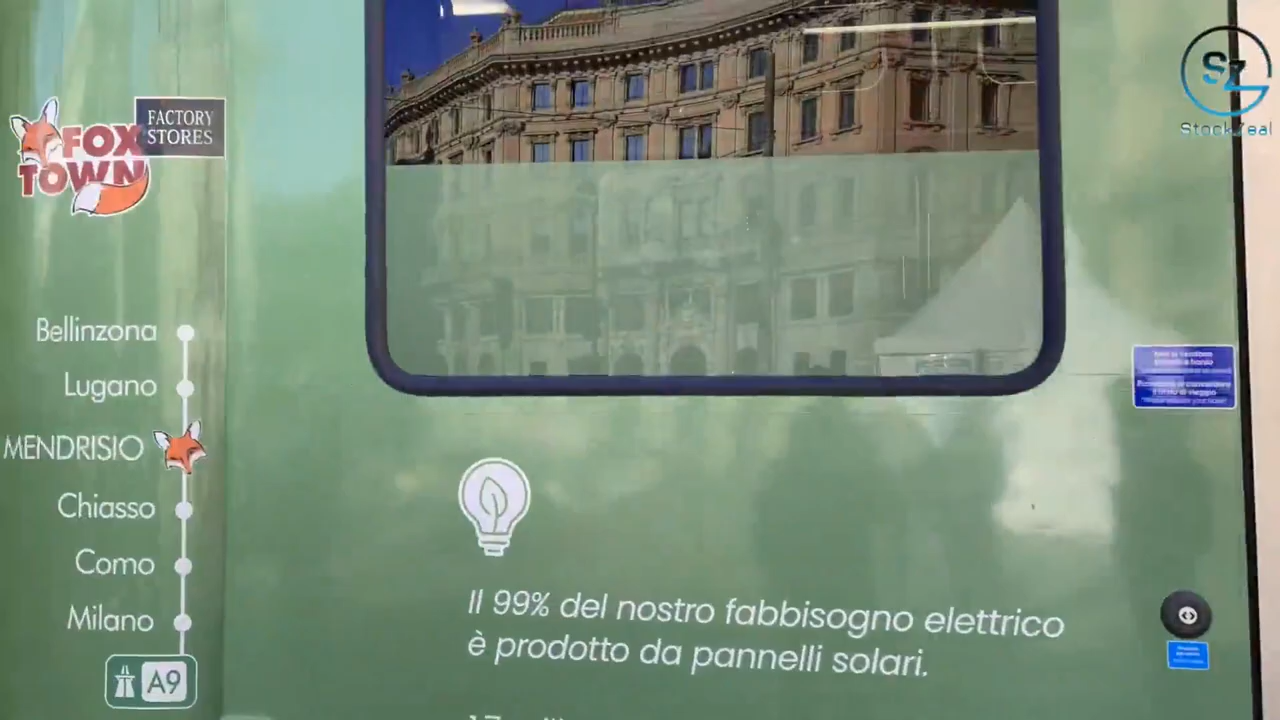 FOX
TOWN
FACTORY
STORES
Bellinzona
Lugano
MENDRISIO
Chiasso
Como
Milano
A9
Il 99% del nostro fabbisogno elettrico
è prodotto da pannelli solari.
SZ